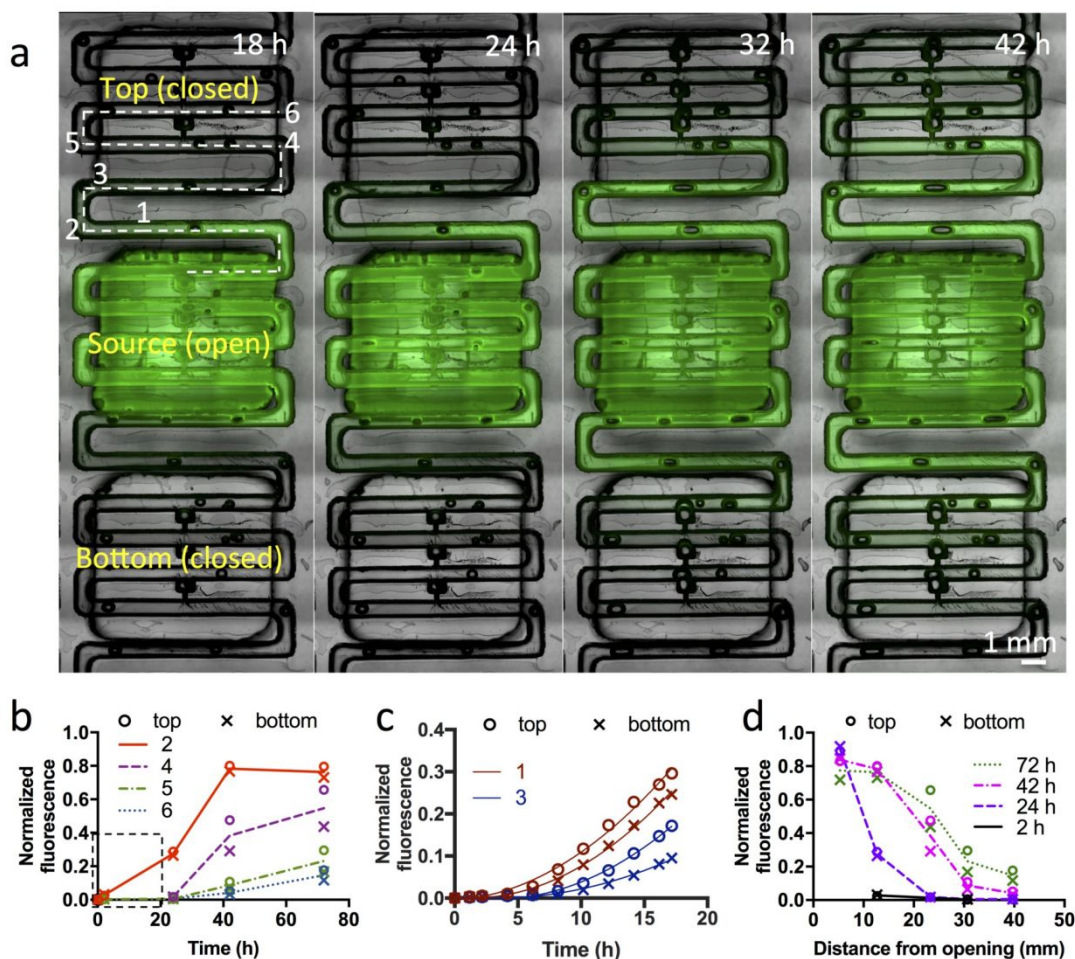 a
18 h
24 h
32 h
42 h
Top (closed)
6
5
4
3
1
2
Source (open)
Bottom (closed)
1 mm
b
top
bottom
Normalized
fluorescence
1.0
0.8
0.6
0.4
0.2
0.0
2
4
5
6
0
20
40
60
80
Time (h)
c
top
bottom
Normalized
fluorescence
0.4
0.3
0.2
0.1
0.0
1
3
0
5
10
15
20
Time (h)
d
top
bottom
Normalized
fluorescence
1.0
0.8
0.6
0.4
0.2
0.0
72 h
42 h
24 h
2 h
0
10
20
30
40
50
Distance from opening (mm)